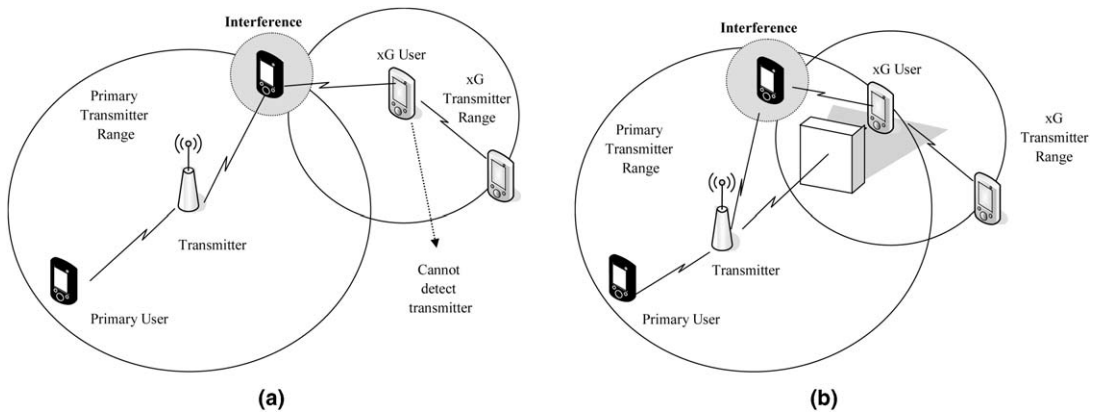 Interference
xG User
xG
Transmitter
Range
Primary
Transmitter
Range
Transmitter
Cannot
detect
transmitter
Primary User
(a)
Interference
xG User
Primary
Transmitter
Range
xG
Transmitter
Range
Transmitter
Primary User
(b)